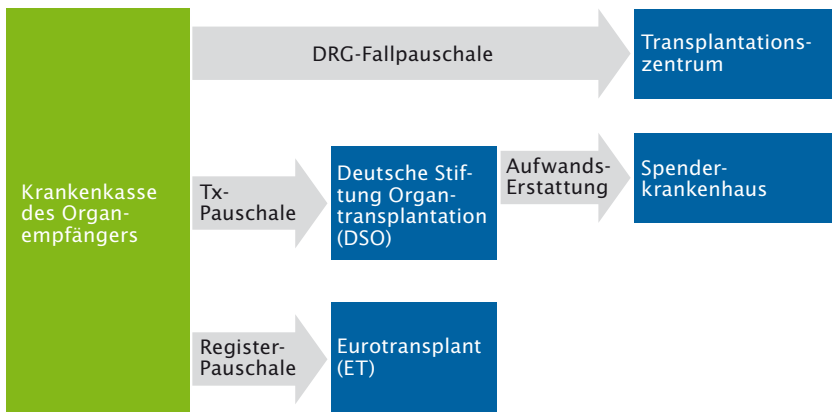 DRG-Fallpauschale
Transplantations-
zentrum
Krankenkasse
des Organ-
empfängers
Tx-
Pauschale
Deutsche Stif-
tung Organ-
transplantation
(DSO)
Aufwands-
Erstattung
Spender-
krankenhaus
Register-
Pauschale
Eurotransplant
(ET)